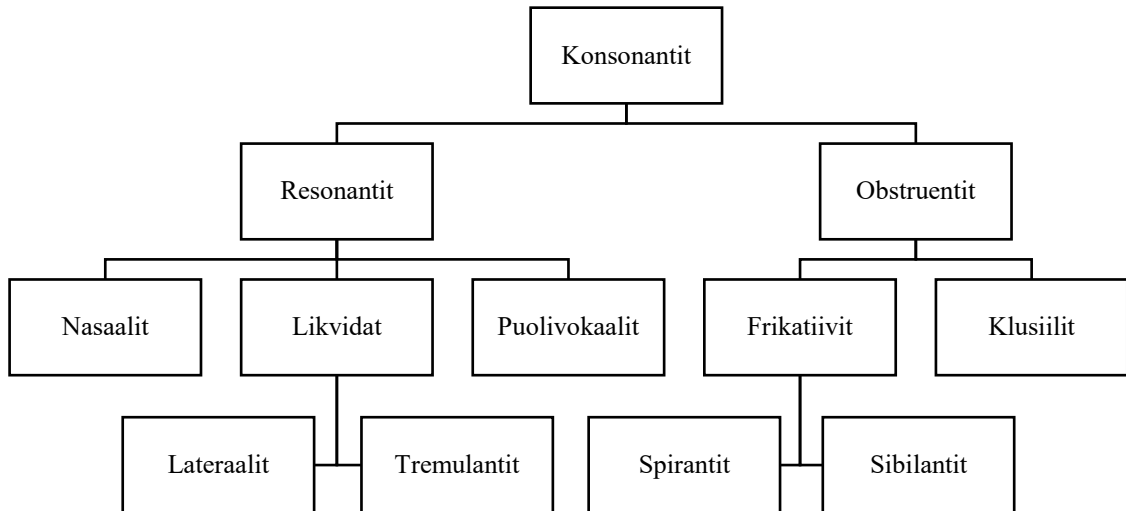 Konsonantit
Resonantit
Obstruentit
Nasaalit
Likvidat
Puolivokaalit
Frikatiivit
Klusiilit
Lateraalit
Tremulantit
Spirantit
Sibilantit